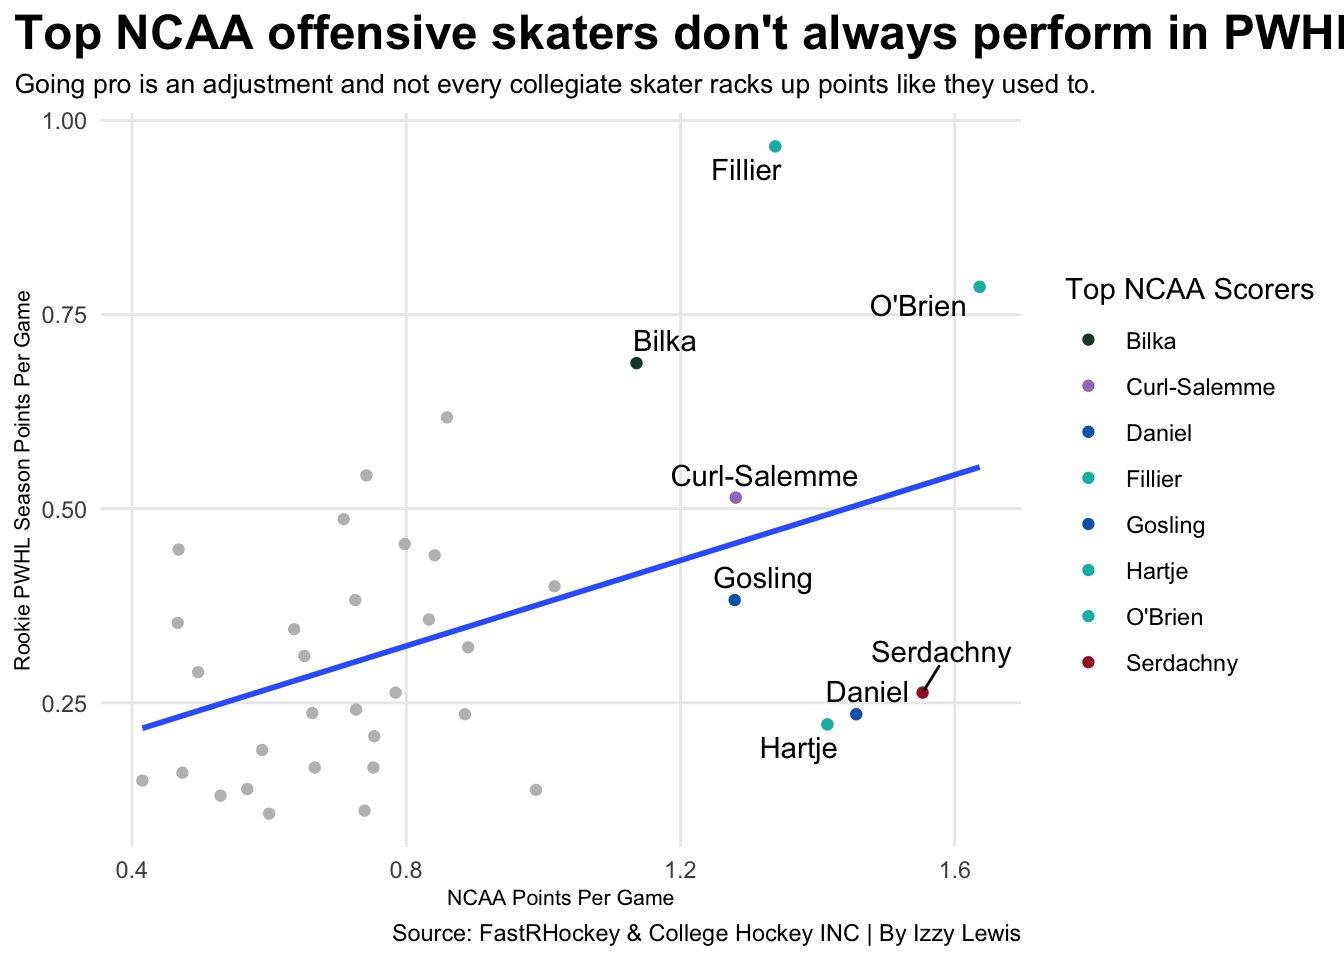 Top NCAA offensive skaters don't always perform in PWHL
Going pro is an adjustment and not every collegiate skater racks up points like they used to.
1.00
0.75
0.50
0.25
Rookie PWHL Season Points Per Game
Fillier
O'Brien
Bilka
Curl-Salemme
Gosling
Serdachny
Daniel
Hartje
0.4
0.8
1.2
1.6
NCAA Points Per Game
Top NCAA Scorers
Bilka
Curl-Salemme
Daniel
Fillier
Gosling
Hartje
O'Brien
Serdachny
Source: FastRHockey & College Hockey INC | By Izzy Lewis